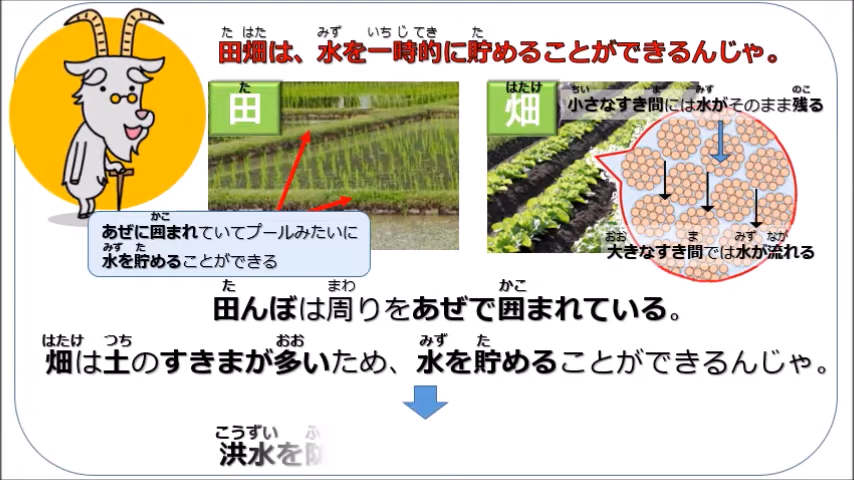 田畑は、水を一時的に貯めることができるんじゃ。
田
畑
小さなすき間には水がそのまま残る
あぜに囲まれていてプールみたいに
水を貯めることができる
大きなすき間では水が流れる
田んぼは周りをあぜで囲まれている。
畑は土のすきまが多いため、水を貯めることができるんじゃ。
洪水を